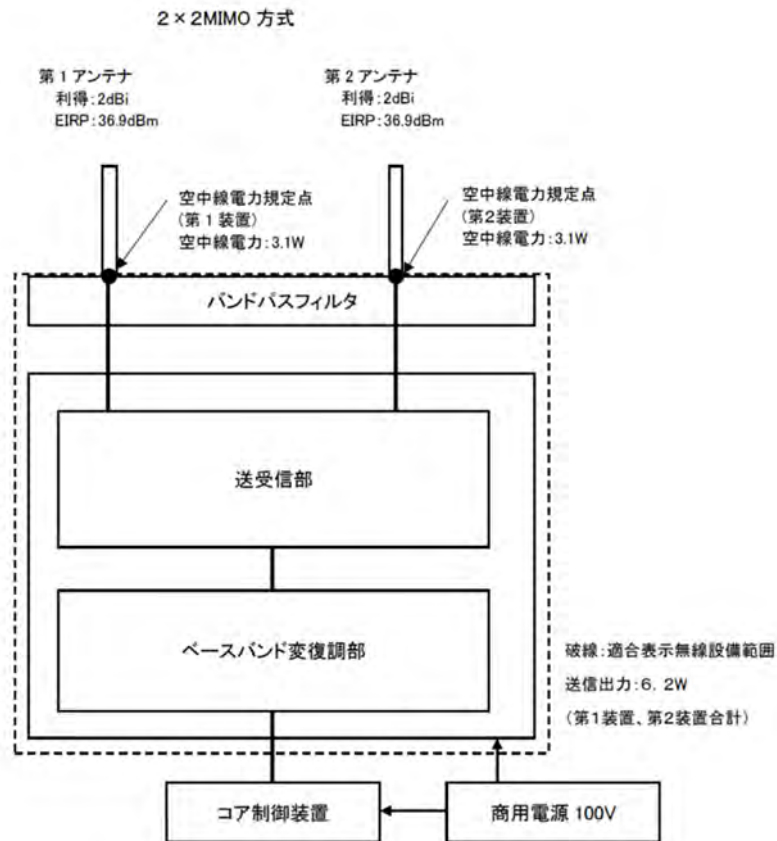 2×2MIMO 方式
第1アンテナ
利得:2dBi
EIRP:36.9dBm
第2アンテナ
利得:2dBi
EIRP:36.9dBm
空中線電力規定点
(第1装置)
空中線電力:3.1W
空中線電力規定点
(第2装置)
空中線電力:3.1W
バンドパスフィルタ
送受信部
ベースバンド変復調部
破線:適合表示無線設備範囲
送信出力:6.2W
(第1装置、第2装置合計)
コア制御装置
商用電源 100V